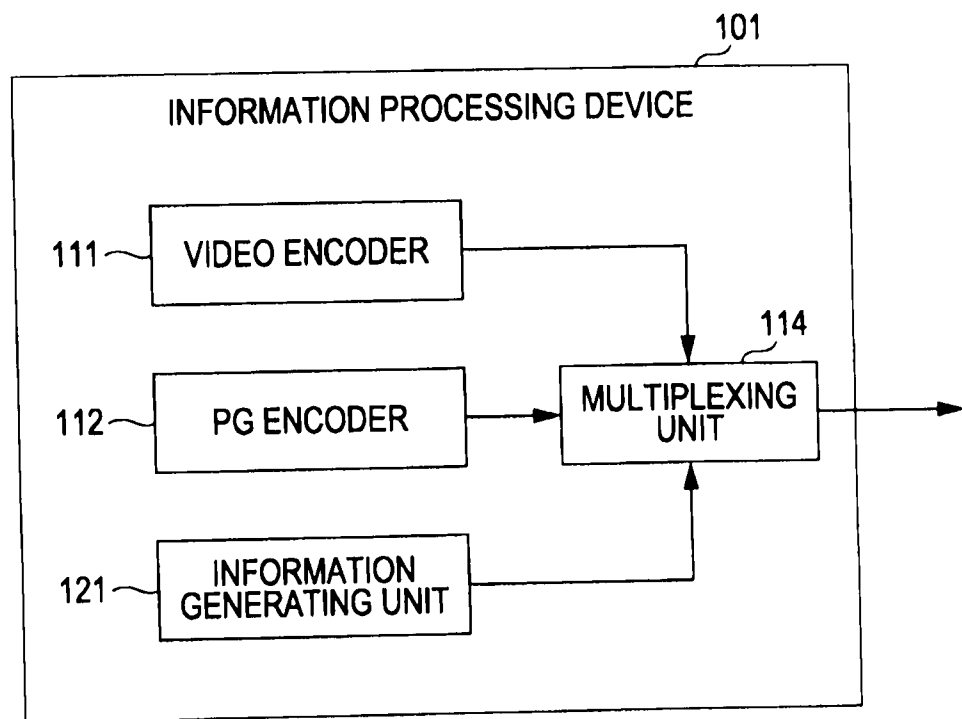 101
INFORMATION PROCESSING DEVICE
111
VIDEO ENCODER
114
112
PG ENCODER
MULTIPLEXING
UNIT
121
INFORMATION
GENERATING UNIT